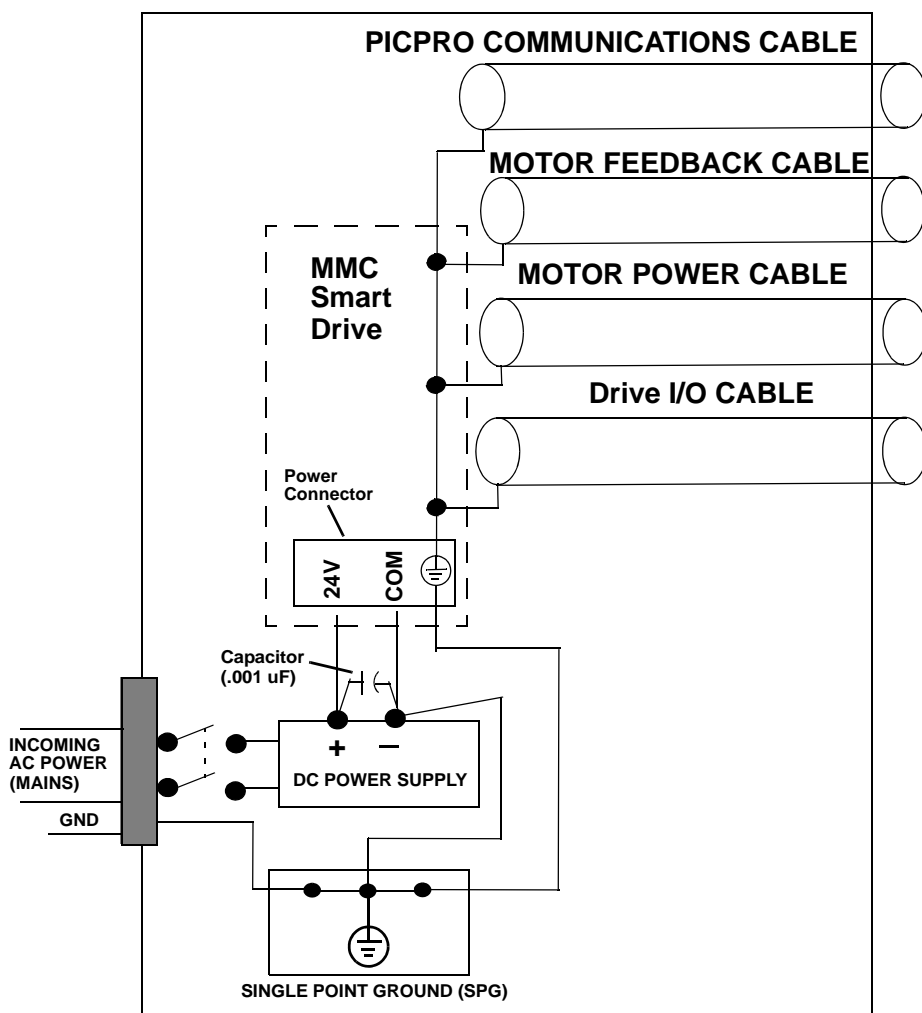 PICPRO COMMUNICATIONS CABLE
MOTOR FEEDBACK CABLE
MMC
Smart
Drive
MOTOR POWER CABLE
Drive I/O CABLE
Power
Connector
24V
COM
Capacitor
(.001 uF)
+ −
DC POWER SUPPLY
INCOMING
AC POWER
(MAINS)
GND
SINGLE POINT GROUND (SPG)